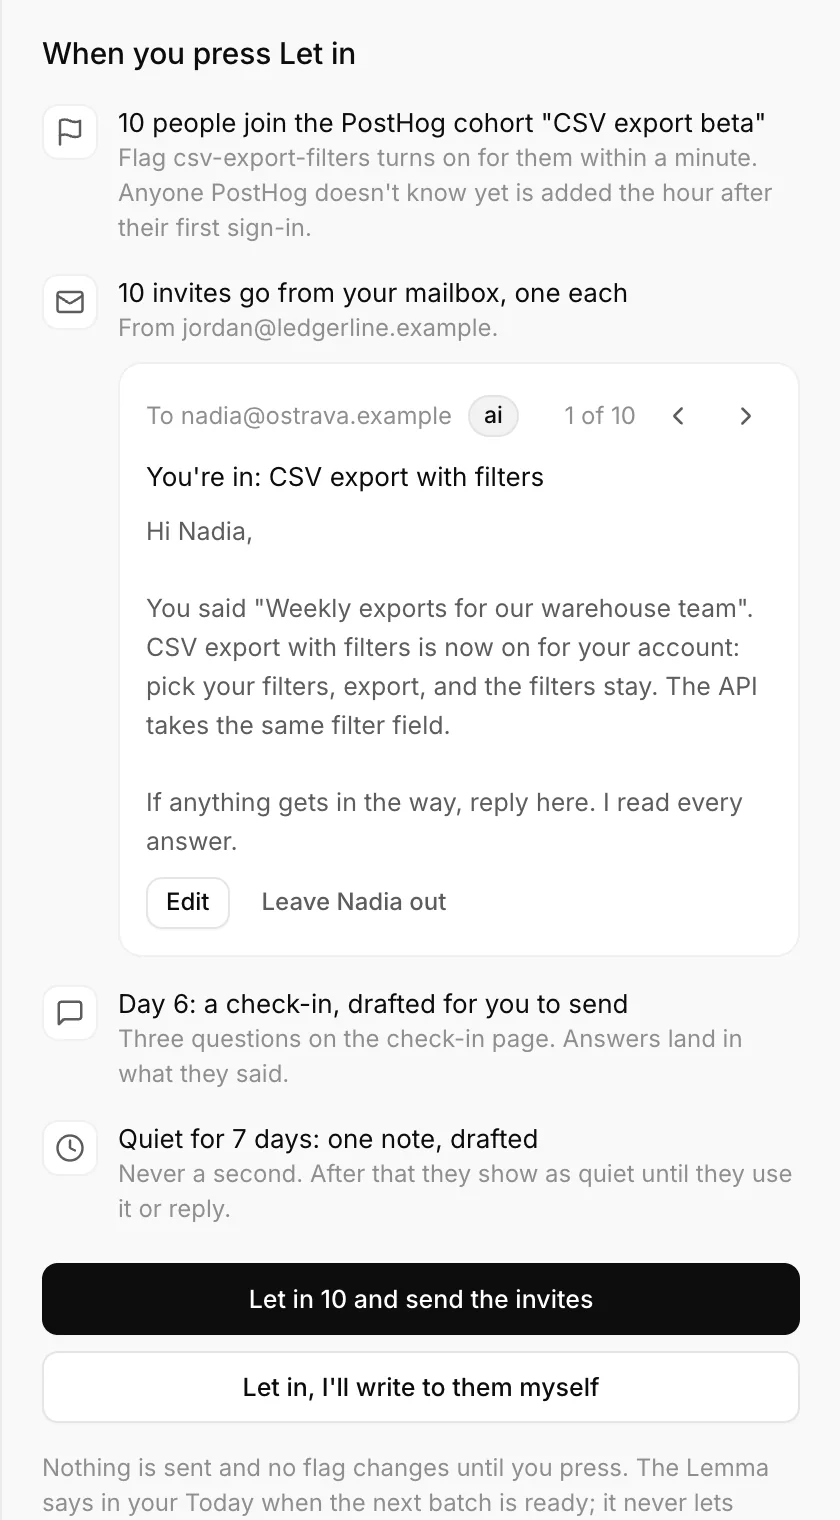 When you press Let in
10 people join the PostHog cohort "CSV export beta"
Flag csv-export-filters turns on for them within a minute.
Anyone PostHog doesn't know yet is added the hour after
their first sign-in.
10 invites go from your mailbox, one each
From jordan@ledgerline.example.
To nadia@ostrava.example ai 1 of 10
You're in: CSV export with filters
Hi Nadia,
You said "Weekly exports for our warehouse team".
CSV export with filters is now on for your account:
pick your filters, export, and the filters stay. The API
takes the same filter field.
If anything gets in the way, reply here. I read every
answer.
Edit Leave Nadia out
Day 6: a check-in, drafted for you to send
Three questions on the check-in page. Answers land in
what they said.
Quiet for 7 days: one note, drafted
Never a second. After that they show as quiet until they use
it or reply.
Let in 10 and send the invites
Let in, I'll write to them myself
Nothing is sent and no flag changes until you press. The Lemma
says in your Today when the next batch is ready; it never lets